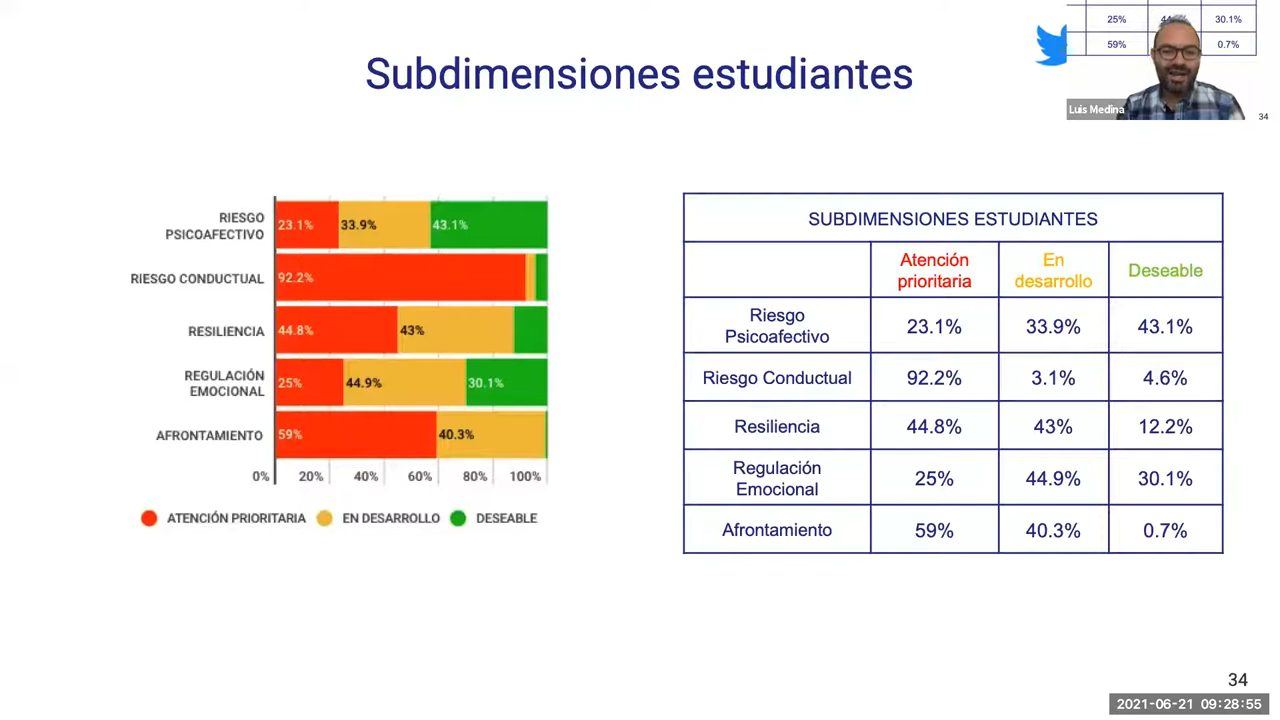 Subdimensiones estudiantes
25%
30.1%
59%
0.7%
Luis Medina
34
RIESGO
PSICOAFECTIVO
23.1% 33.9% 43.1%
RIESGO CONDUCTUAL
92.2%
RESILIENCIA
44.8% 43%
REGULACIÓN
EMOCIONAL
25% 44.9% 30.1%
AFRONTAMIENTO
59% 40.3%
0% 20% 40% 60% 80% 100%
ATENCIÓN PRIORITARIA EN DESARROLLO DESEABLE
SUBDIMENSIONES ESTUDIANTES
Atención
prioritaria
En
desarrollo
Deseable
Riesgo
Psicoafectivo
23.1% 33.9% 43.1%
Riesgo Conductual 92.2% 3.1% 4.6%
Resiliencia 44.8% 43% 12.2%
Regulación
Emocional
25% 44.9% 30.1%
Afrontamiento 59% 40.3% 0.7%
34
2021-06-21 09:28:55